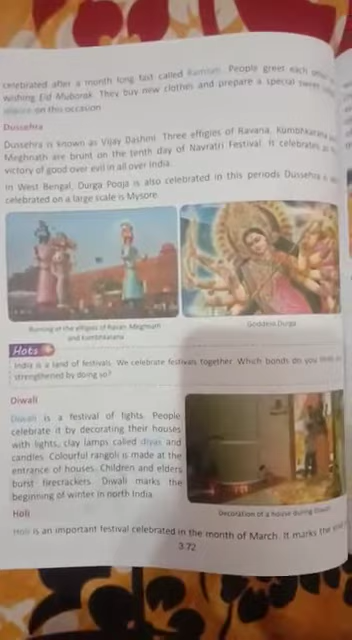 celebrated after a month long fast called Ramzan. People greet each other
wishing Eid Mubarak. They buy new clothes and prepare a special sweet
on this occasion
Dussehra
Dussehra is known as Vijay Dashmi. Three effigies of Ravana, Kumbhkarana
Meghnath are brunt on the tenth day of Navratri Festival. It celebrates
victory of good over evil in all over India.
In West Bengal, Durga Pooja is also celebrated in this period. Dussehra is
celebrated on a large scale is Mysore.
Burning of the effigies of Ravan, Meghnath
and Kumbhkarana
Goddess Durga
Hots
India is a land of festivals. We celebrate festivals together. Which bonds do you
strengthened by doing so?
Diwali
Diwali is a festival of lights. People
celebrate it by decorating their houses
with lights, clay lamps called diyas and
candles. Colourful rangoli is made at the
entrance of houses. Children and elders
burst firecrackers. Diwali marks the
beginning of winter in north India.
Decoration of a house during Diwali
Holi
Holi is an important festival celebrated in the month of March. It marks the
3.72